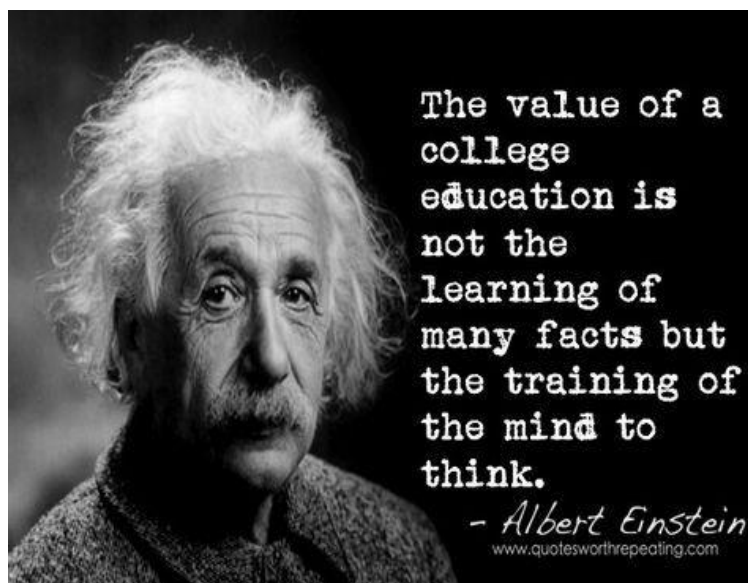 The value of a
college
education is
not the
learning of
many facts but
the training of
the mind to
think.
- Albert Einstein
www.quotesworthrepeating.com